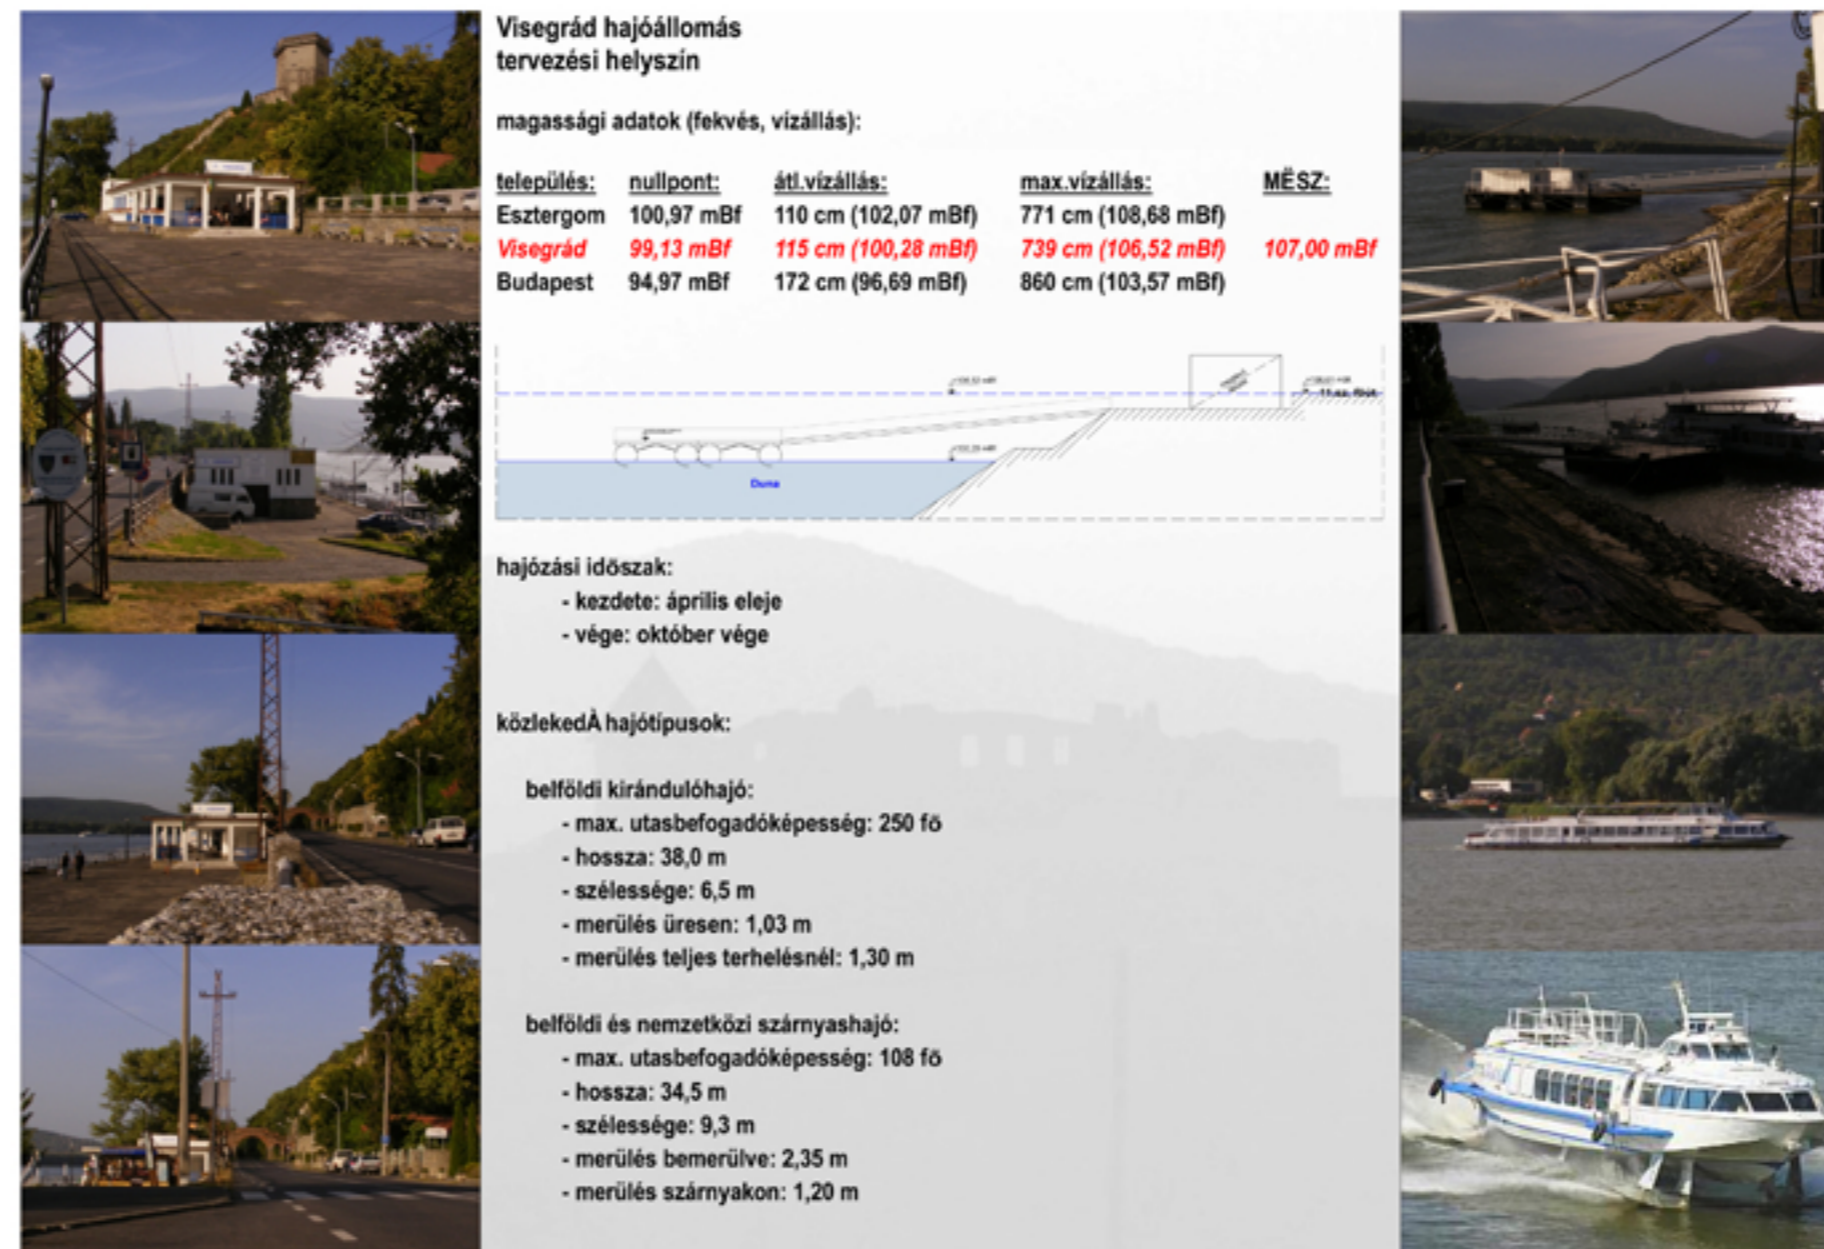 Visegrád hajóállomás
tervezési helyszín
magassági adatok (fekvés, vízállás):
település: nullpont: átl.vízállás: max.vízállás: MËSZ:
Esztergom 100,97 mBf 110 cm (102,07 mBf) 771 cm (108,68 mBf)
Visegrád 99,13 mBf 115 cm (100,28 mBf) 739 cm (106,52 mBf) 107,00 mBf
Budapest 94,97 mBf 172 cm (96,69 mBf) 860 cm (103,57 mBf)
Duna
hajózási időszak:
- kezdete: április eleje
- vége: október vége
közlekedÀ hajótípusok:
belföldi kirándulóhajó:
- max. utasbefogadóképesség: 250 fő
- hossza: 38,0 m
- szélessége: 6,5 m
- merülés üresen: 1,03 m
- merülés teljes terhelésnél: 1,30 m
belföldi és nemzetközi szárnyashajó:
- max. utasbefogadóképesség: 108 fő
- hossza: 34,5 m
- szélessége: 9,3 m
- merülés bemerülve: 2,35 m
- merülés szárnyakon: 1,20 m